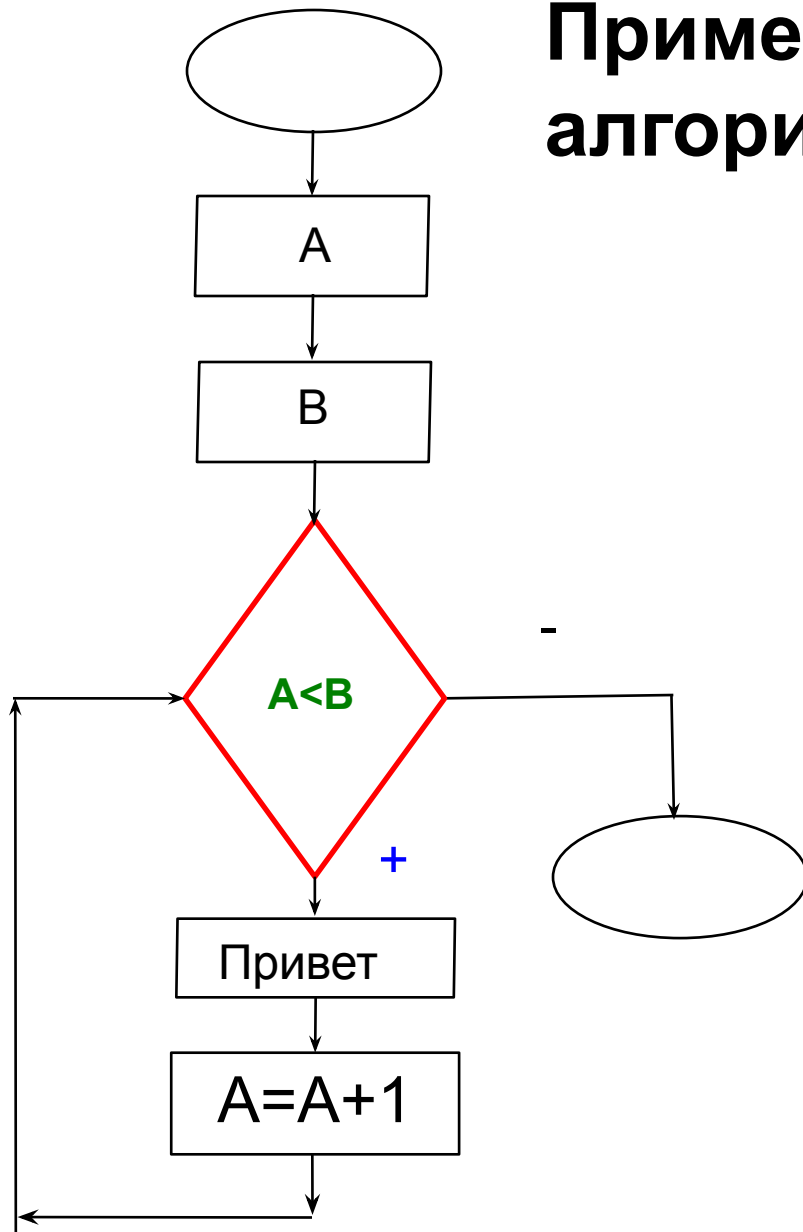 Приме
алгори
А
В
A<B
-
+
Привет
А=А+1